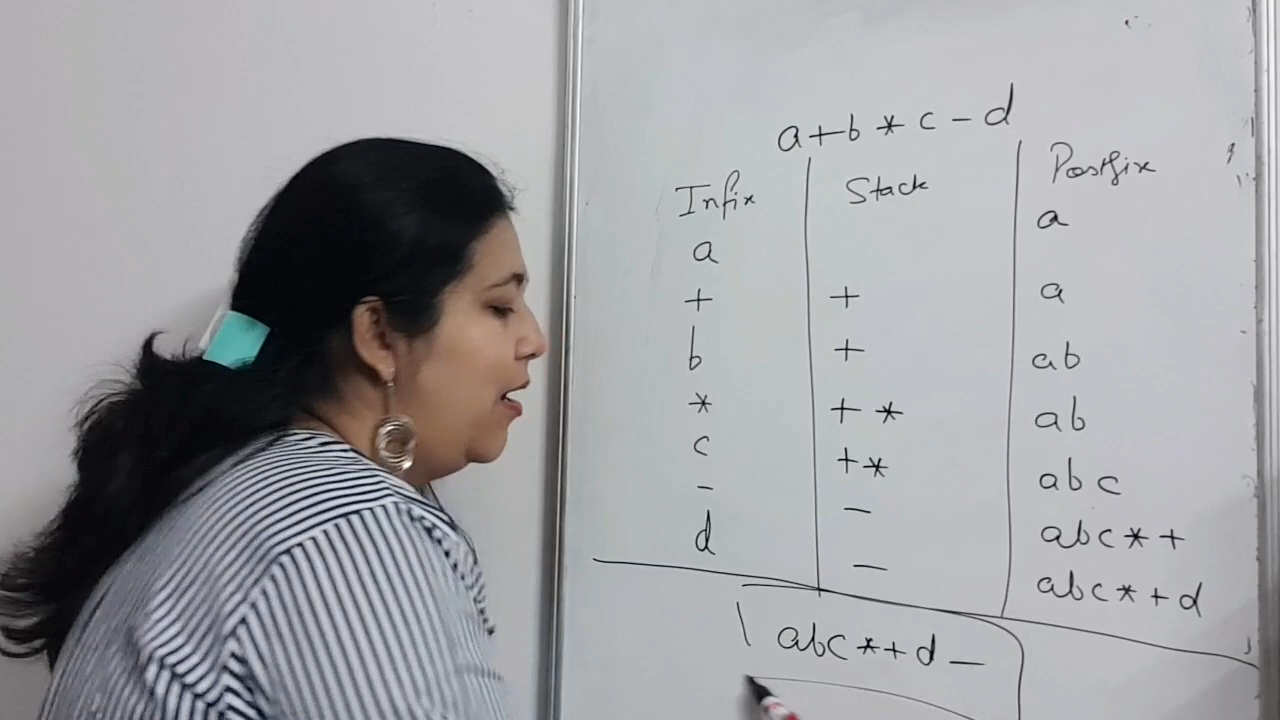 a+b*c-d
Infix Stack Postfix
a a
+ + a
b + ab
* +* ab
c +* abc
- - abc*+
d - abc*+d
abc*+d-